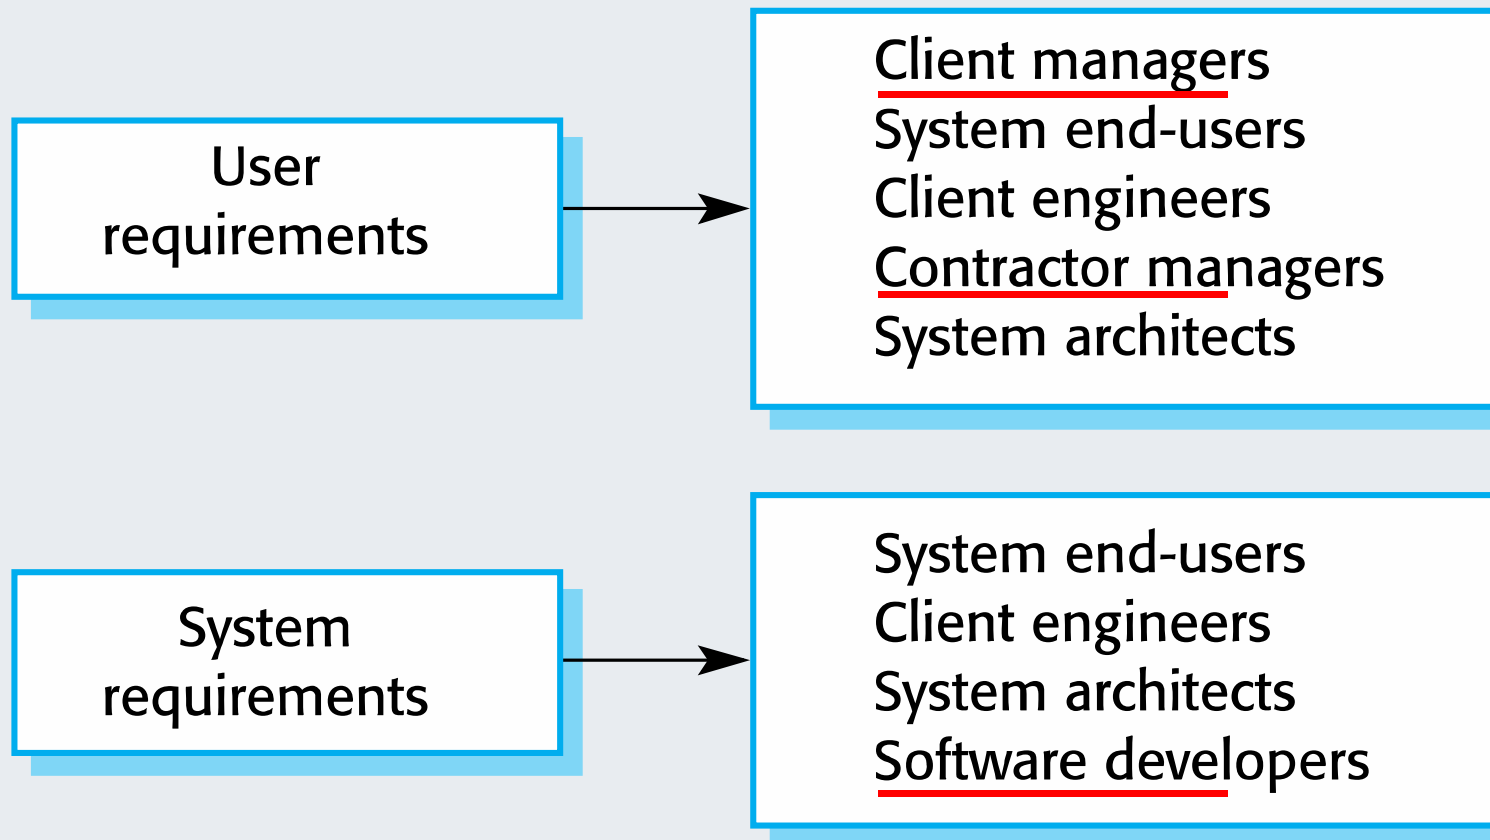 User
requirements
Client managers
System end-users
Client engineers
Contractor managers
System architects
System
requirements
System end-users
Client engineers
System architects
Software developers